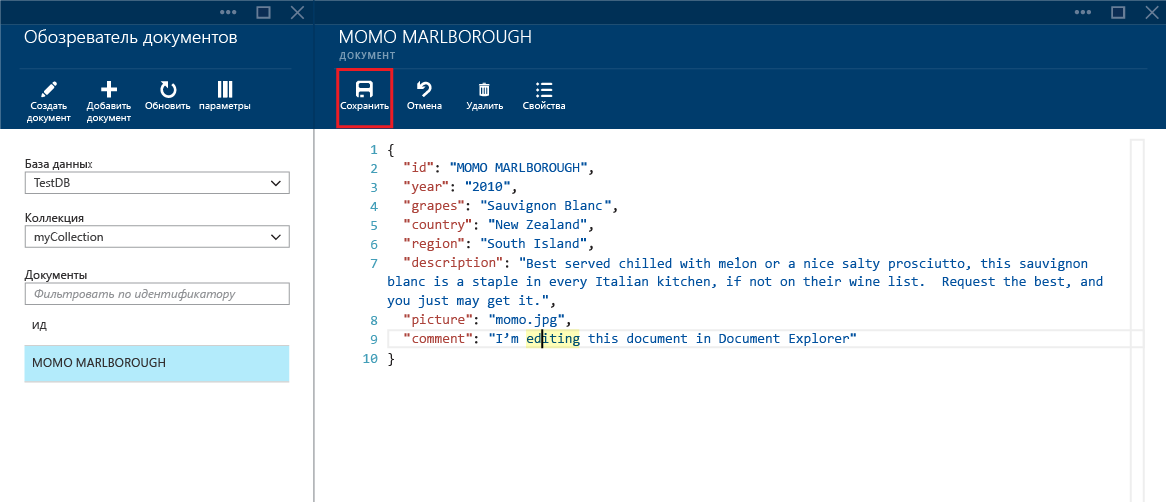 Обозреватель документов
Создать документ
Добавить документ
Обновить
параметры
База данных
TestDB
Коллекция
myCollection
Документы
Фильтровать по идентификатору
ИД
MOMO MARLBOROUGH
MOMO MARLBOROUGH
ДОКУМЕНТ
Сохранить
Отмена
Удалить
Свойства
1 {
2 "id": "MOMO MARLBOROUGH",
3 "year": "2010",
4 "grapes": "Sauvignon Blanc",
5 "country": "New Zealand",
6 "region": "South Island",
7 "description": "Best served chilled with melon or a nice salty prosciutto, this sauvignon
blanc is a staple in every Italian kitchen, if not on their wine list.  Request the best, and
you just may get it.",
8 "picture": "momo.jpg",
9 "comment": "I’m editing this document in Document Explorer"
10 }